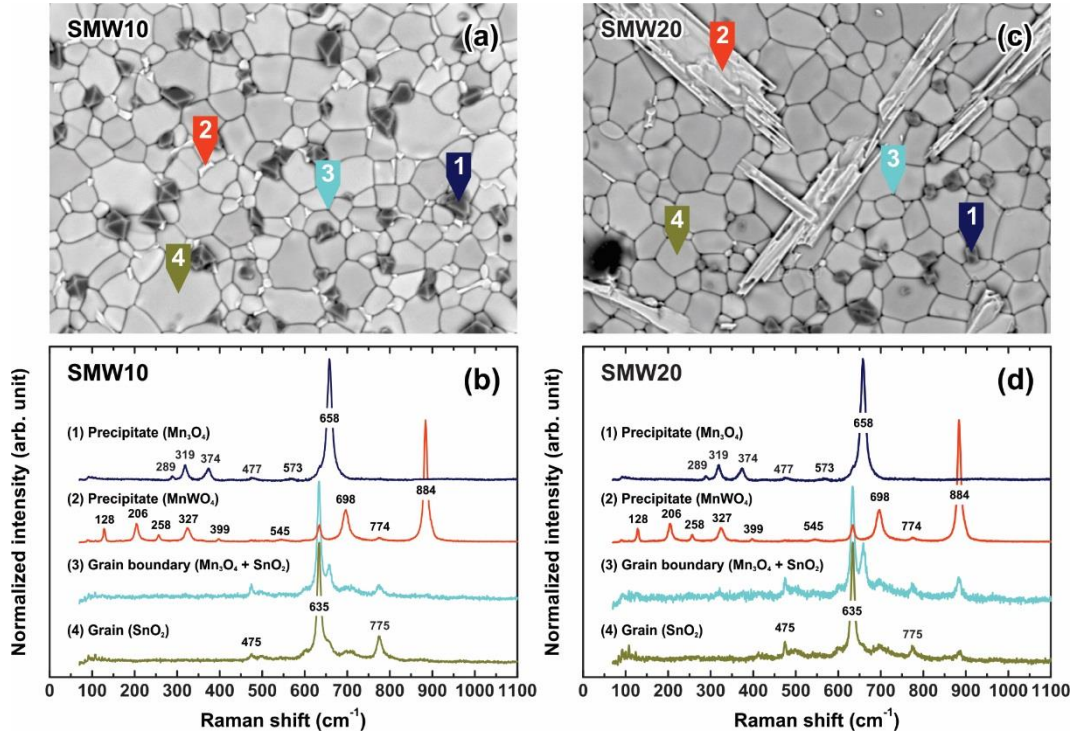 SMW10
(a)
2
3
1
4
SMW20
(c)
2
3
1
4
SMW10
(b)
Normalized intensity (arb. unit)
(1) Precipitate (Mn₃O₄)
289
319
374
477
573
658
(2) Precipitate (MnWO₄)
128
206
258
327
399
545
698
774
884
(3) Grain boundary (Mn₃O₄ + SnO₂)
(4) Grain (SnO₂)
475
635
775
0 100 200 300 400 500 600 700 800 900 1000 1100
Raman shift (cm⁻¹)
SMW20
(d)
Normalized intensity (arb. unit)
(1) Precipitate (Mn₃O₄)
289
319
374
477
573
658
(2) Precipitate (MnWO₄)
128
206
258
327
399
545
698
774
884
(3) Grain boundary (Mn₃O₄ + SnO₂)
(4) Grain (SnO₂)
475
635
775
0 100 200 300 400 500 600 700 800 900 1000 1100
Raman shift (cm⁻¹)